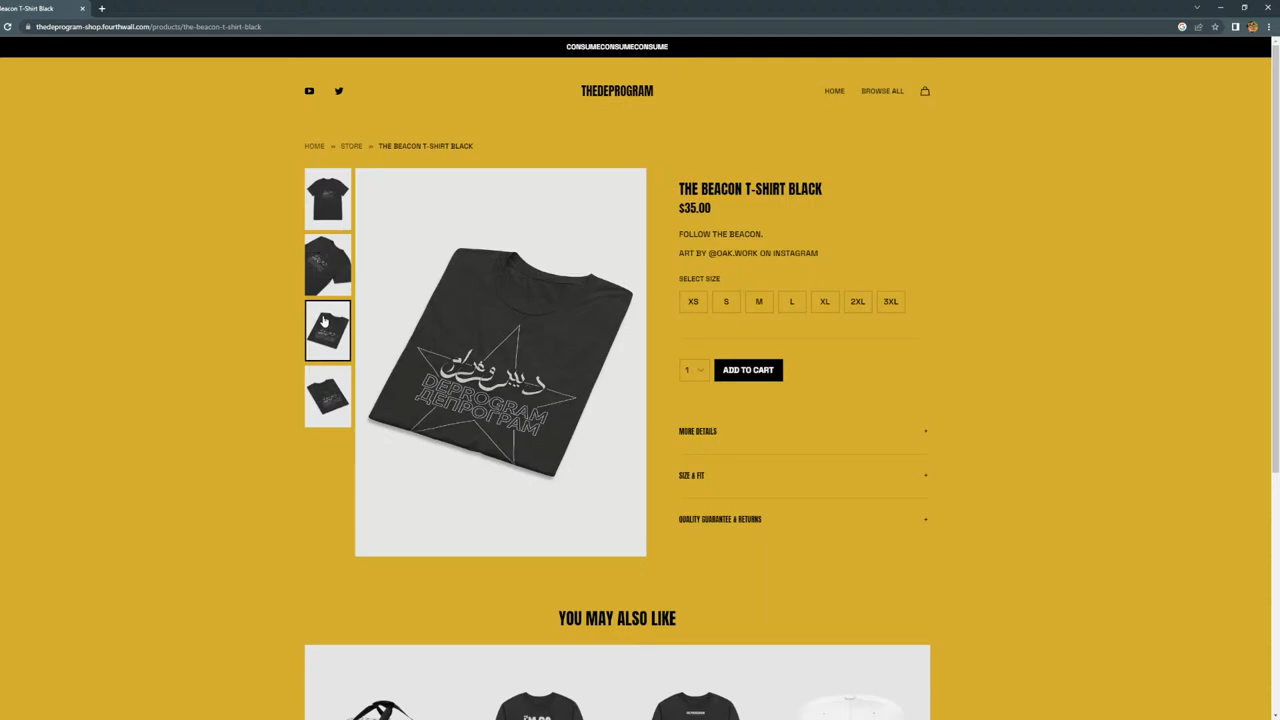 Beacon T-Shirt Black
thedeprogram-shop.fourthwall.com/products/the-beacon-t-shirt-black
CONSUMECONSUMECONSUME
THEDEPROGRAM
HOME
BROWSE ALL
HOME » STORE » THE BEACON T-SHIRT BLACK
THE BEACON T-SHIRT BLACK
$35.00
FOLLOW THE BEACON.
ART BY @OAK.WORK ON INSTAGRAM
SELECT SIZE
XS S M L XL 2XL 3XL
1
ADD TO CART
MORE DETAILS +
SIZE & FIT +
QUALITY GUARANTEE & RETURNS +
ديبروغرام
DEPROGRAM
ДЕПРОГРАМ
YOU MAY ALSO LIKE